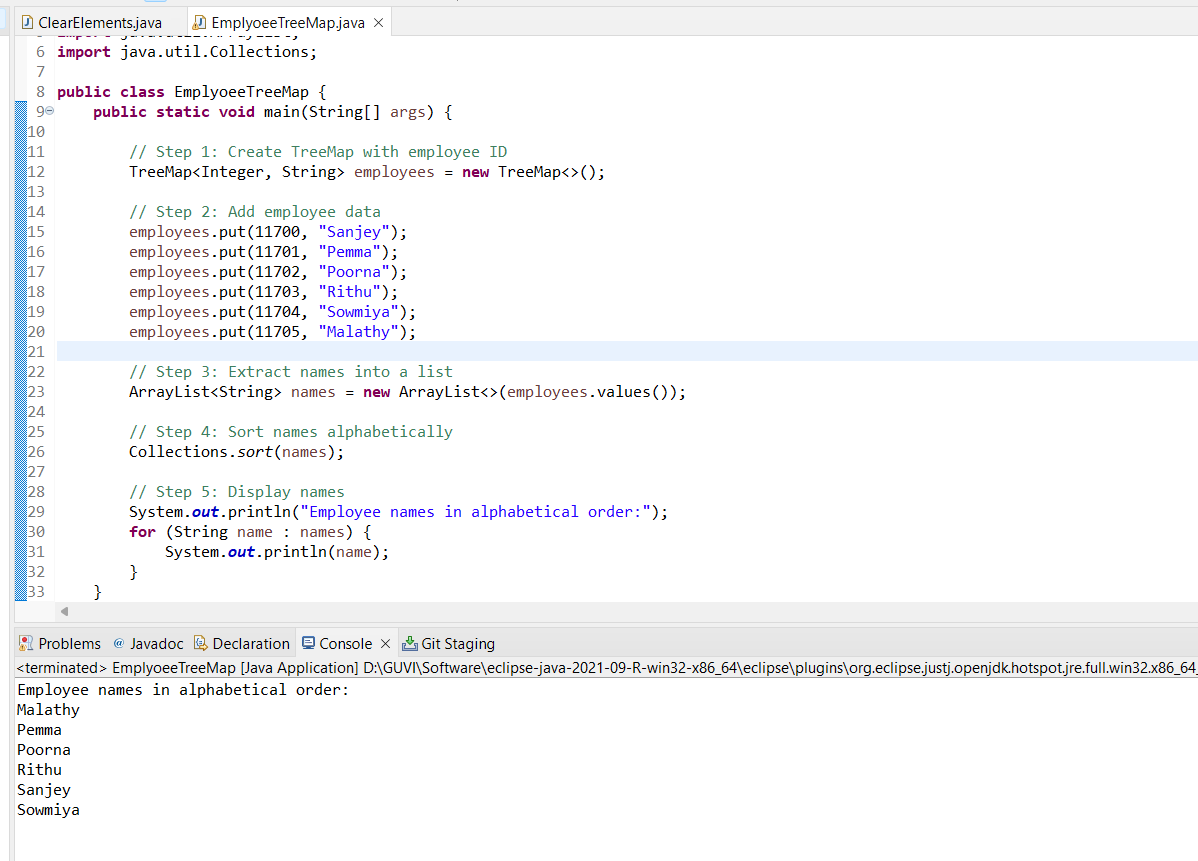 ClearElements.java
EmplyoeeTreeMap.java
6 import java.util.Collections;
7
8 public class EmplyoeeTreeMap {
9 public static void main(String[] args) {
10
11 // Step 1: Create TreeMap with employee ID
12 TreeMap<Integer, String> employees = new TreeMap<>();
13
14 // Step 2: Add employee data
15 employees.put(11700, "Sanjey");
16 employees.put(11701, "Pemma");
17 employees.put(11702, "Poorna");
18 employees.put(11703, "Rithu");
19 employees.put(11704, "Sowmiya");
20 employees.put(11705, "Malathy");
21
22 // Step 3: Extract names into a list
23 ArrayList<String> names = new ArrayList<>(employees.values());
24
25 // Step 4: Sort names alphabetically
26 Collections.sort(names);
27
28 // Step 5: Display names
29 System.out.println("Employee names in alphabetical order:");
30 for (String name : names) {
31 System.out.println(name);
32 }
33 }
Problems @ Javadoc Declaration Console Git Staging
<terminated> EmplyoeeTreeMap [Java Application] D:\GUVI\Software\eclipse-java-2021-09-R-win32-x86_64\eclipse\plugins\org.eclipse.justj.openjdk.hotspot.jre.full.win32.x86_64_
Employee names in alphabetical order:
Malathy
Pemma
Poorna
Rithu
Sanjey
Sowmiya